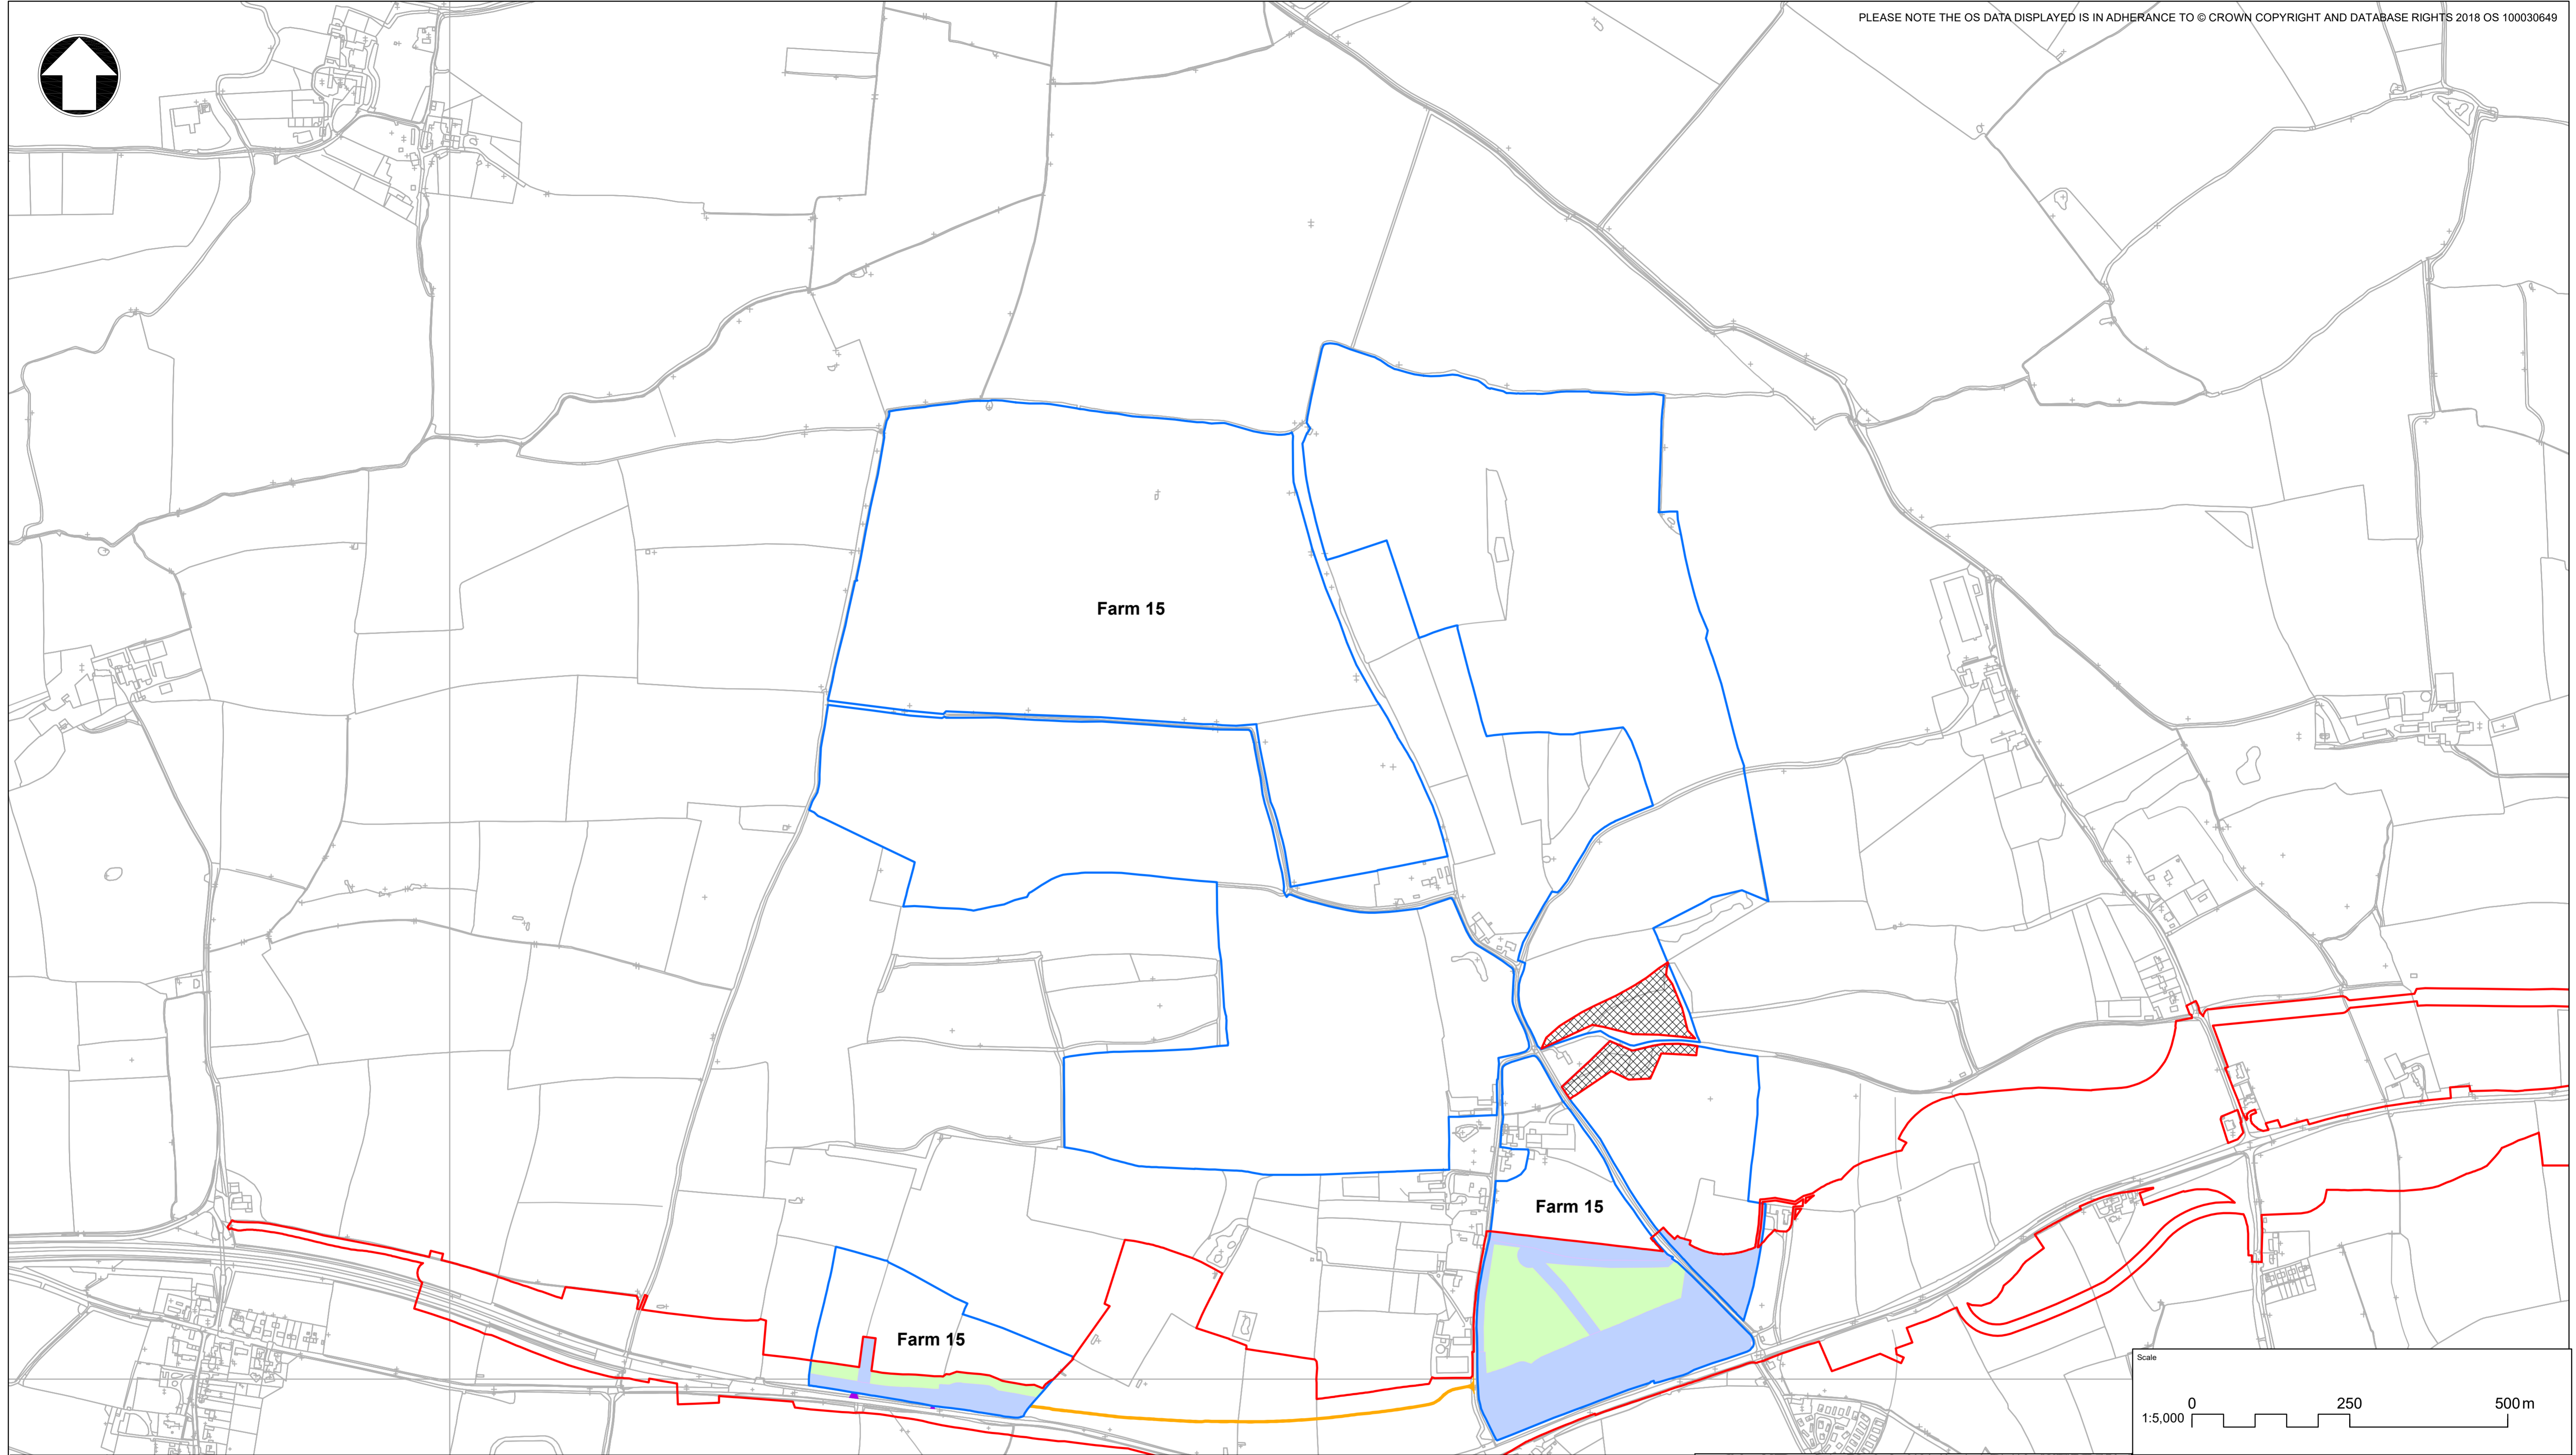 PLEASE NOTE THE OS DATA DISPLAYED IS IN ADHERANCE TO © CROWN COPYRIGHT AND DATABASE RIGHTS 2018 OS 100030649
Farm 15
Farm 15
Farm 15
Scale
0 250 500 m
1:5,000